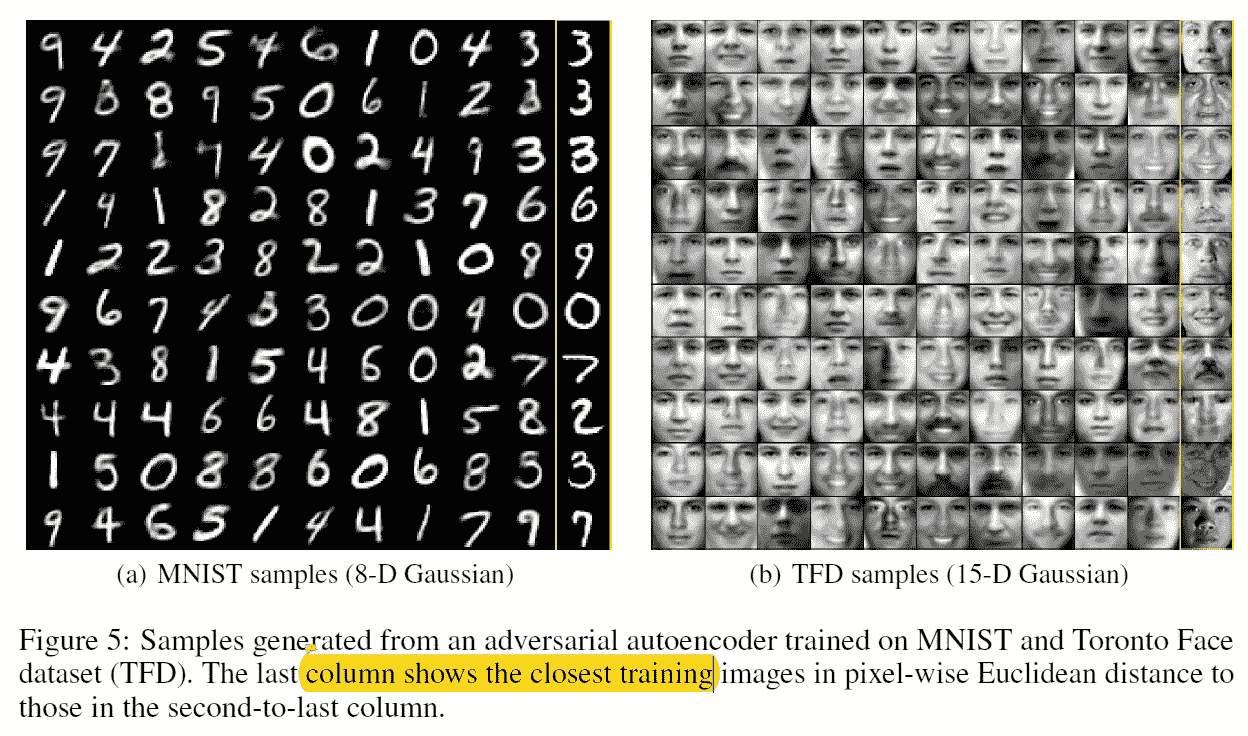 9 4 2 5 4 6 1 0 4 3 3
9 8 9 5 0 6 1 2 3
9 7 4 0 2 4 9 3 3
1 4 1 8 2 8 1 3 7 6 6
1 2 2 3 8 2 2 1 0 9 9
9 6 7 3 0 0 9 0 0
4 3 8 1 5 4 6 0 2 7 7
4 4 4 6 6 4 8 1 5 8 2
1 5 0 8 8 6 0 6 8 5 3
9 4 6 5 1 4 1 7 9 7
(a) MNIST samples (8-D Gaussian)
(b) TFD samples (15-D Gaussian)
Figure 5: Samples generated from an adversarial autoencoder trained on MNIST and Toronto Face
dataset (TFD). The last column shows the closest training images in pixel-wise Euclidean distance to
those in the second-to-last column.